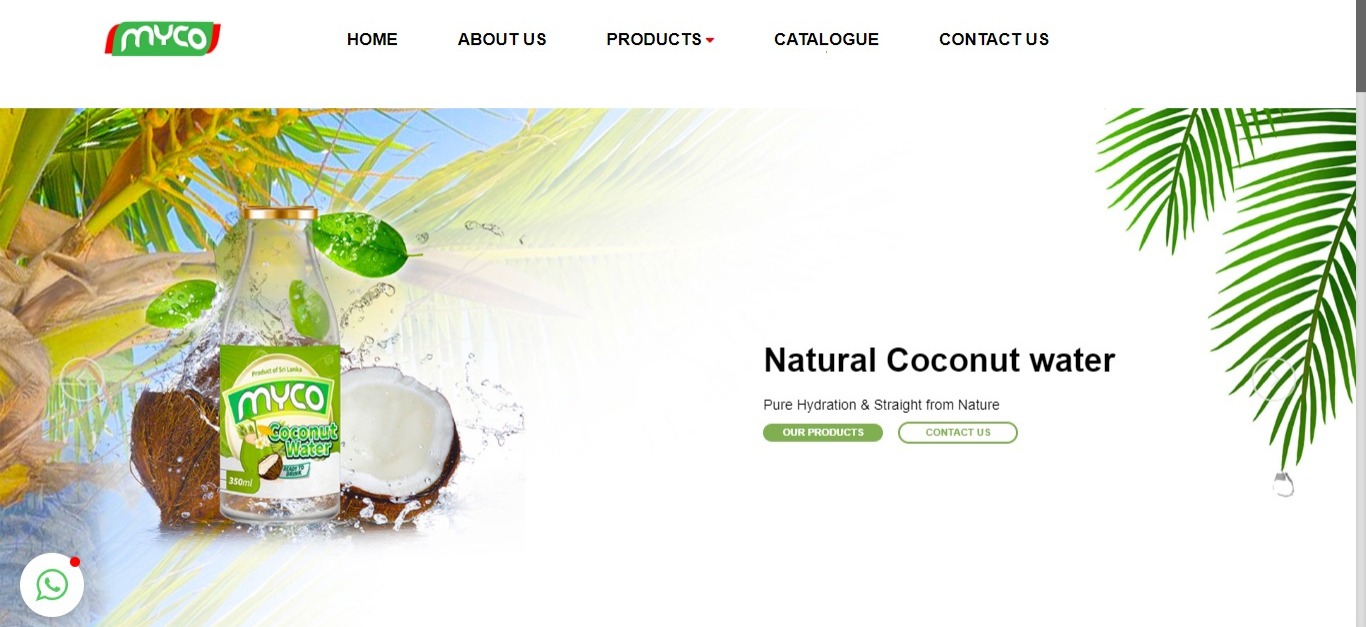 MYCO
HOME
ABOUT US
PRODUCTS
CATALOGUE
CONTACT US
Product of Sri Lanka
MYCO
Coconut
Water
READY TO
DRINK
350ml
Natural Coconut water
Pure Hydration & Straight from Nature
OUR PRODUCTS
CONTACT US